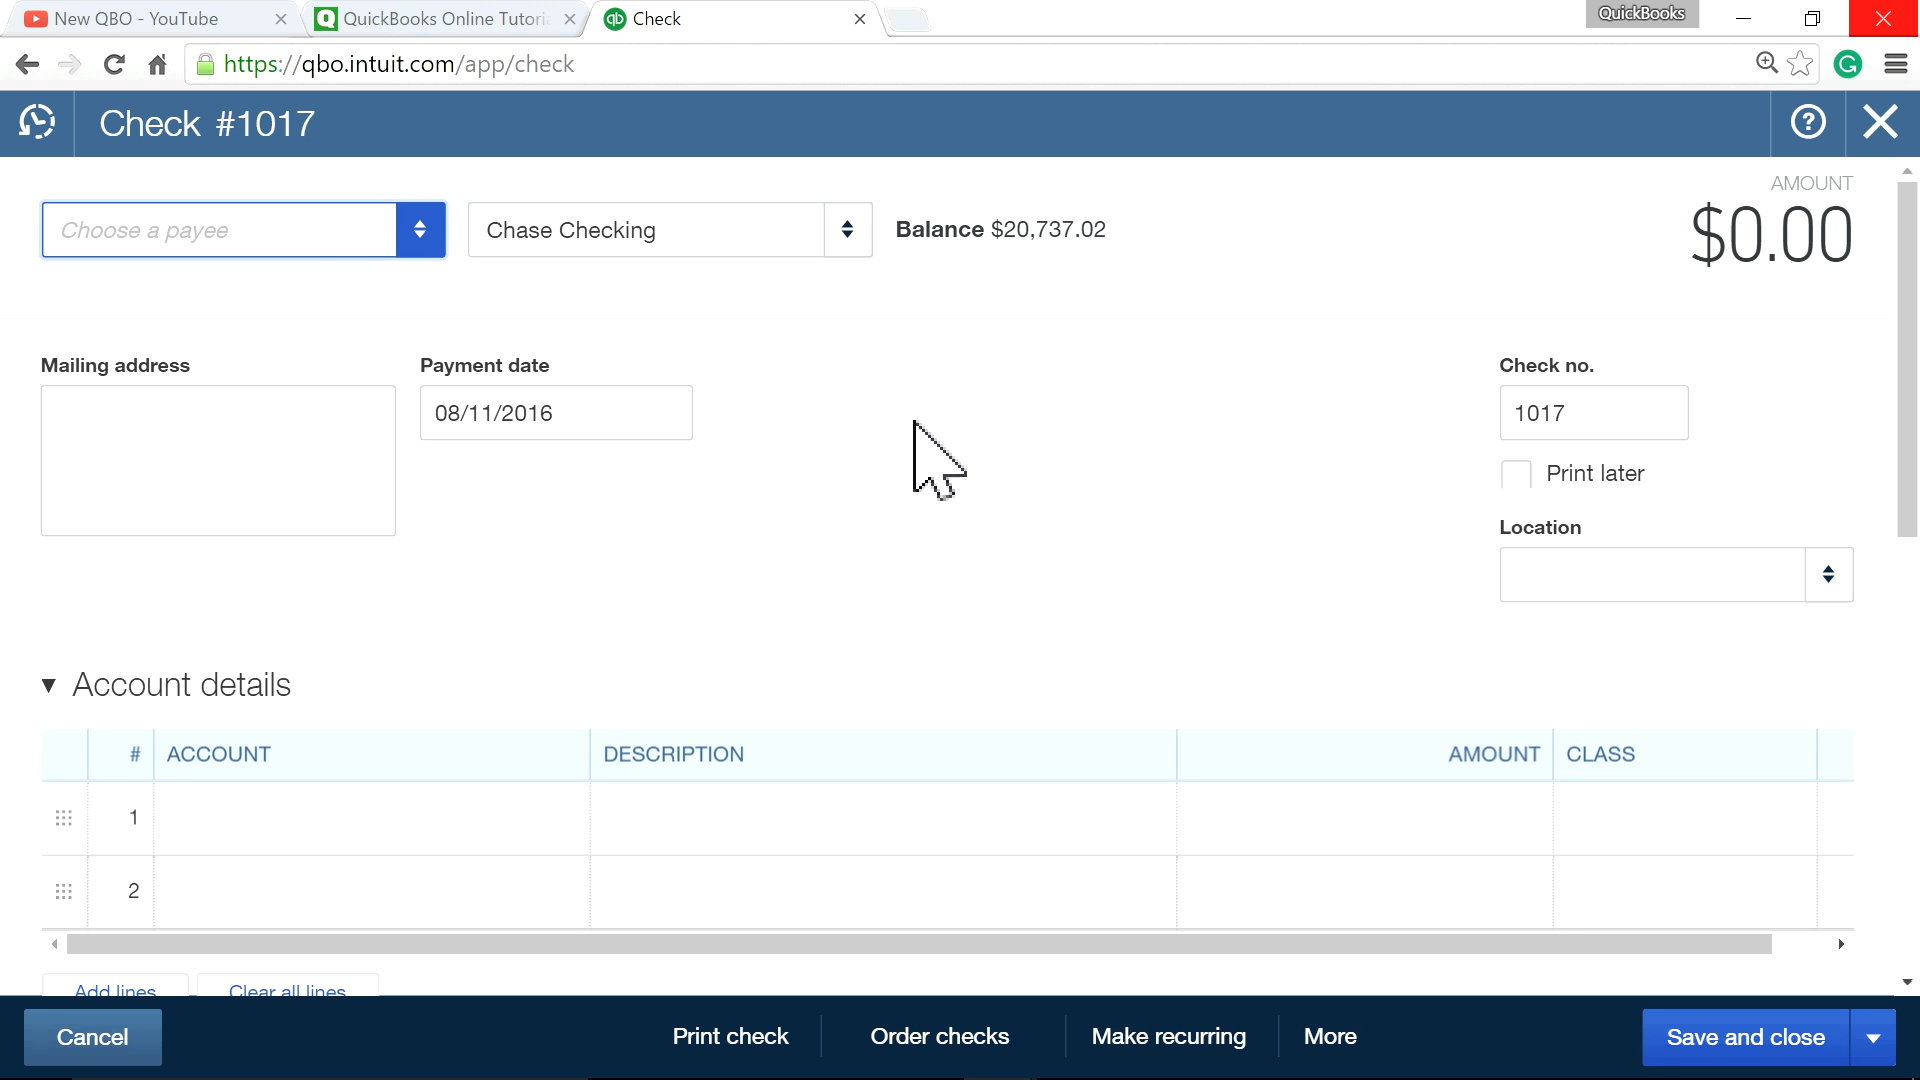 New QBO - YouTube
QuickBooks Online Tutori
Check
QuickBooks
https://qbo.intuit.com/app/check
Check #1017
AMOUNT
Choose a payee
Chase Checking
Balance $20,737.02
$0.00
Mailing address
Payment date
Check no.
08/11/2016
1017
Print later
Location
Account details
# ACCOUNT DESCRIPTION AMOUNT CLASS
1
2
Add lines
Clear all lines
Cancel
Print check
Order checks
Make recurring
More
Save and close